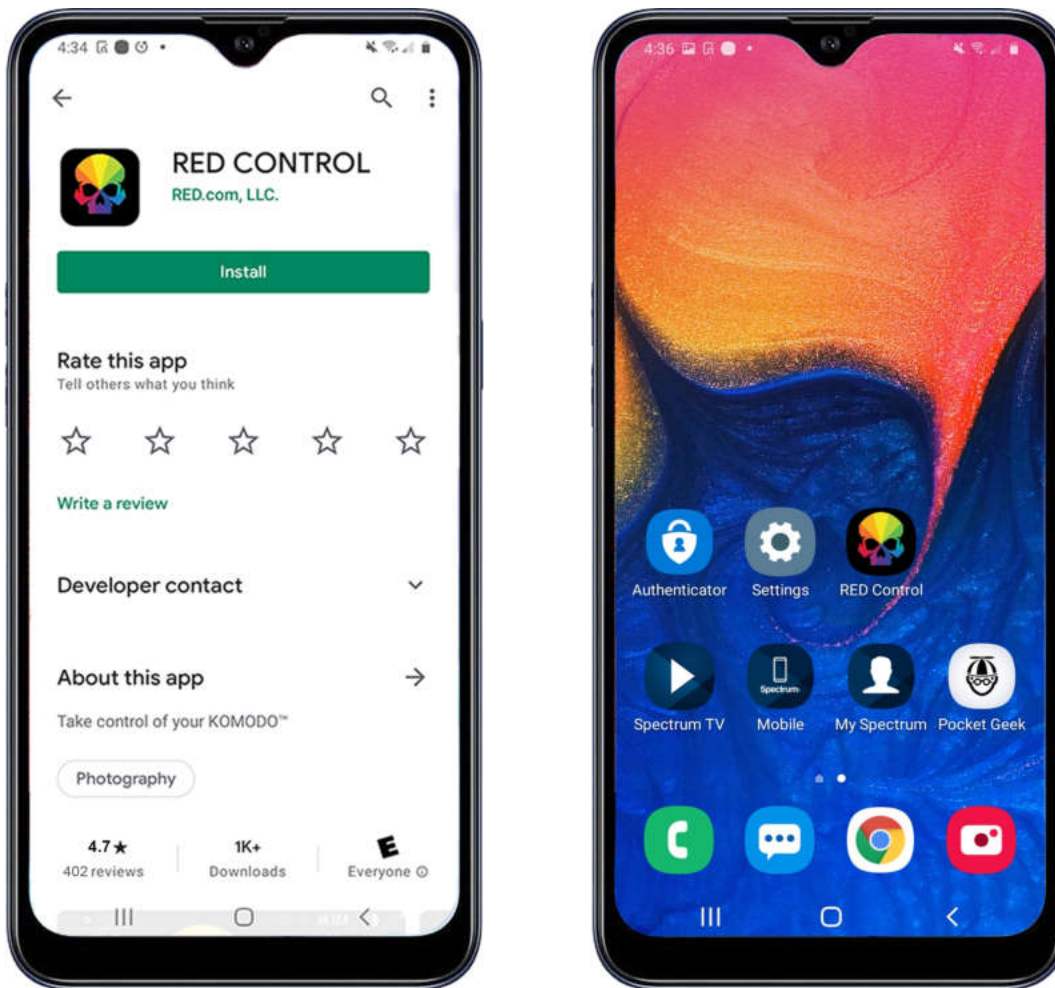 4:34
RED CONTROL
RED.com, LLC.
Install
Rate this app
Tell others what you think
Write a review
Developer contact
About this app
Take control of your KOMODO™
Photography
4.7★ 1K+ E
402 reviews Downloads Everyone
4:36
Authenticator Settings RED Control
Spectrum
Spectrum TV Mobile My Spectrum Pocket Geek